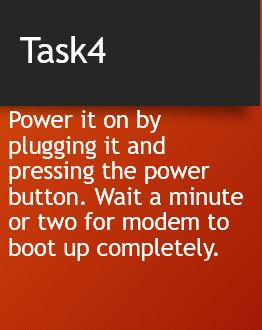 Task4
Power it on by
plugging it and
pressing the power
button. Wait a minute
or two for modem to
boot up completely.